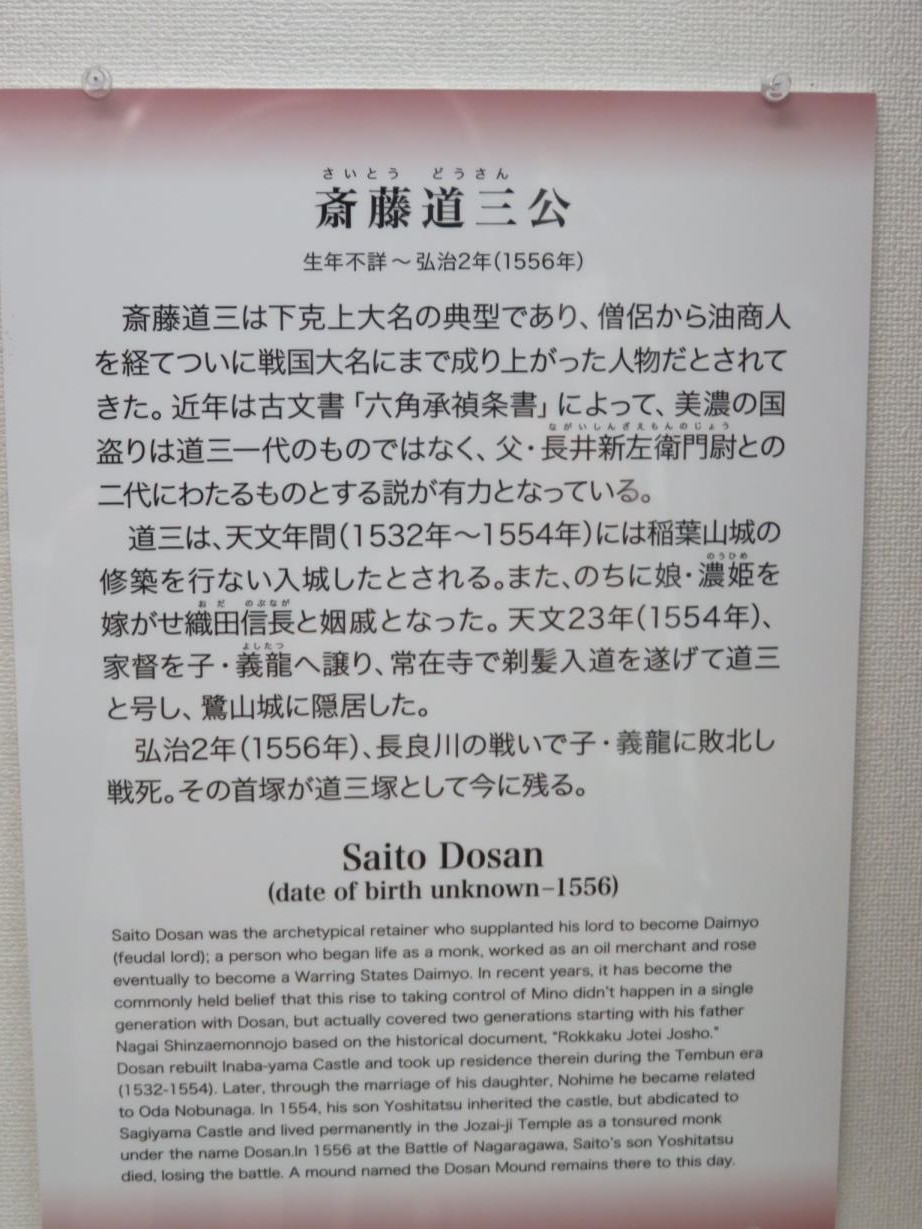 さいとう どうさん
斎藤道三公
生年不詳～弘治2年(1556年)
斎藤道三は下克上大名の典型であり、僧侶から油商人
を経てついに戦国大名にまで成り上がった人物だとされて
きた。近年は古文書「六角承禎条書」によって、美濃の国
ながいしんざえもんのじょう
盗りは道三一代のものではなく、父・長井新左衛門尉との
二代にわたるものとする説が有力となっている。
道三は、天文年間(1532年～1554年)には稲葉山城の
のうひめ
修築を行ない入城したとされる。また、のちに娘・濃姫を
おだ のぶなが
嫁がせ織田信長と姻戚となった。天文23年(1554年)、
よしたつ
家督を子・義龍へ譲り、常在寺で剃髪入道を遂げて道三
と号し、鷺山城に隠居した。
弘治2年(1556年)、長良川の戦いで子・義龍に敗北し
戦死。その首塚が道三塚として今に残る。
Saito Dosan
(date of birth unknown–1556)
Saito Dosan was the archetypical retainer who supplanted his lord to become Daimyo
(feudal lord); a person who began life as a monk, worked as an oil merchant and rose
eventually to become a Warring States Daimyo. In recent years, it has become the
commonly held belief that this rise to taking control of Mino didn't happen in a single
generation with Dosan, but actually covered two generations starting with his father
Nagai Shinzaemonnojo based on the historical document, "Rokkaku Jotei Josho."
Dosan rebuilt Inaba-yama Castle and took up residence therein during the Tembun era
(1532-1554). Later, through the marriage of his daughter, Nohime he became related
to Oda Nobunaga. In 1554, his son Yoshitatsu inherited the castle, but abdicated to
Sagiyama Castle and lived permanently in the Jozai-ji Temple as a tonsured monk
under the name Dosan.In 1556 at the Battle of Nagaragawa, Saito's son Yoshitatsu
died, losing the battle. A mound named the Dosan Mound remains there to this day.